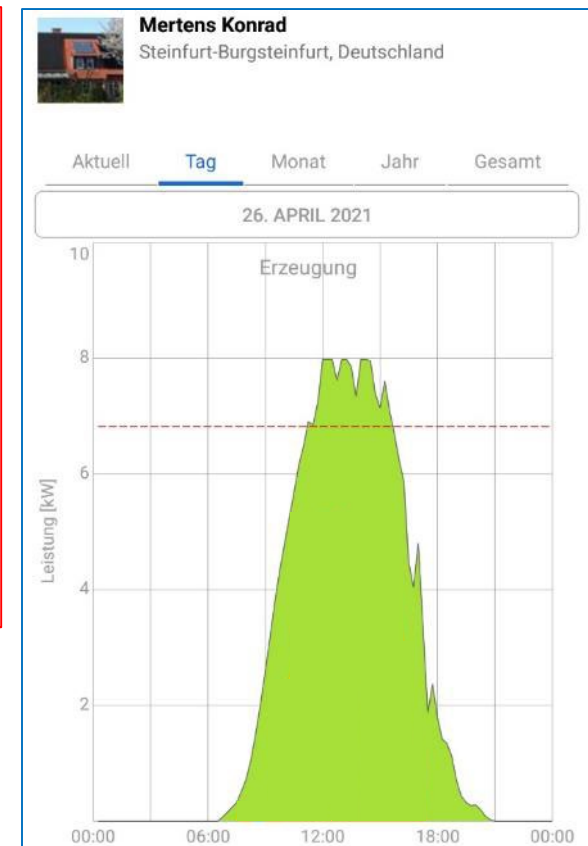 Mertens Konrad
Steinfurt-Burgsteinfurt, Deutschland
Aktuell Tag Monat Jahr Gesamt
26. APRIL 2021
Erzeugung
10
8
6
4
2
Leistung [kW]
00:00 06:00 12:00 18:00 00:00